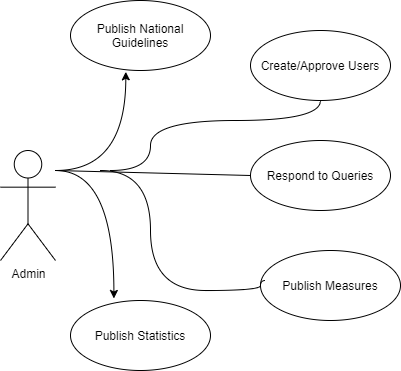 Publish National
Guidelines
Create/Approve Users
Respond to Queries
Admin
Publish Measures
Publish Statistics